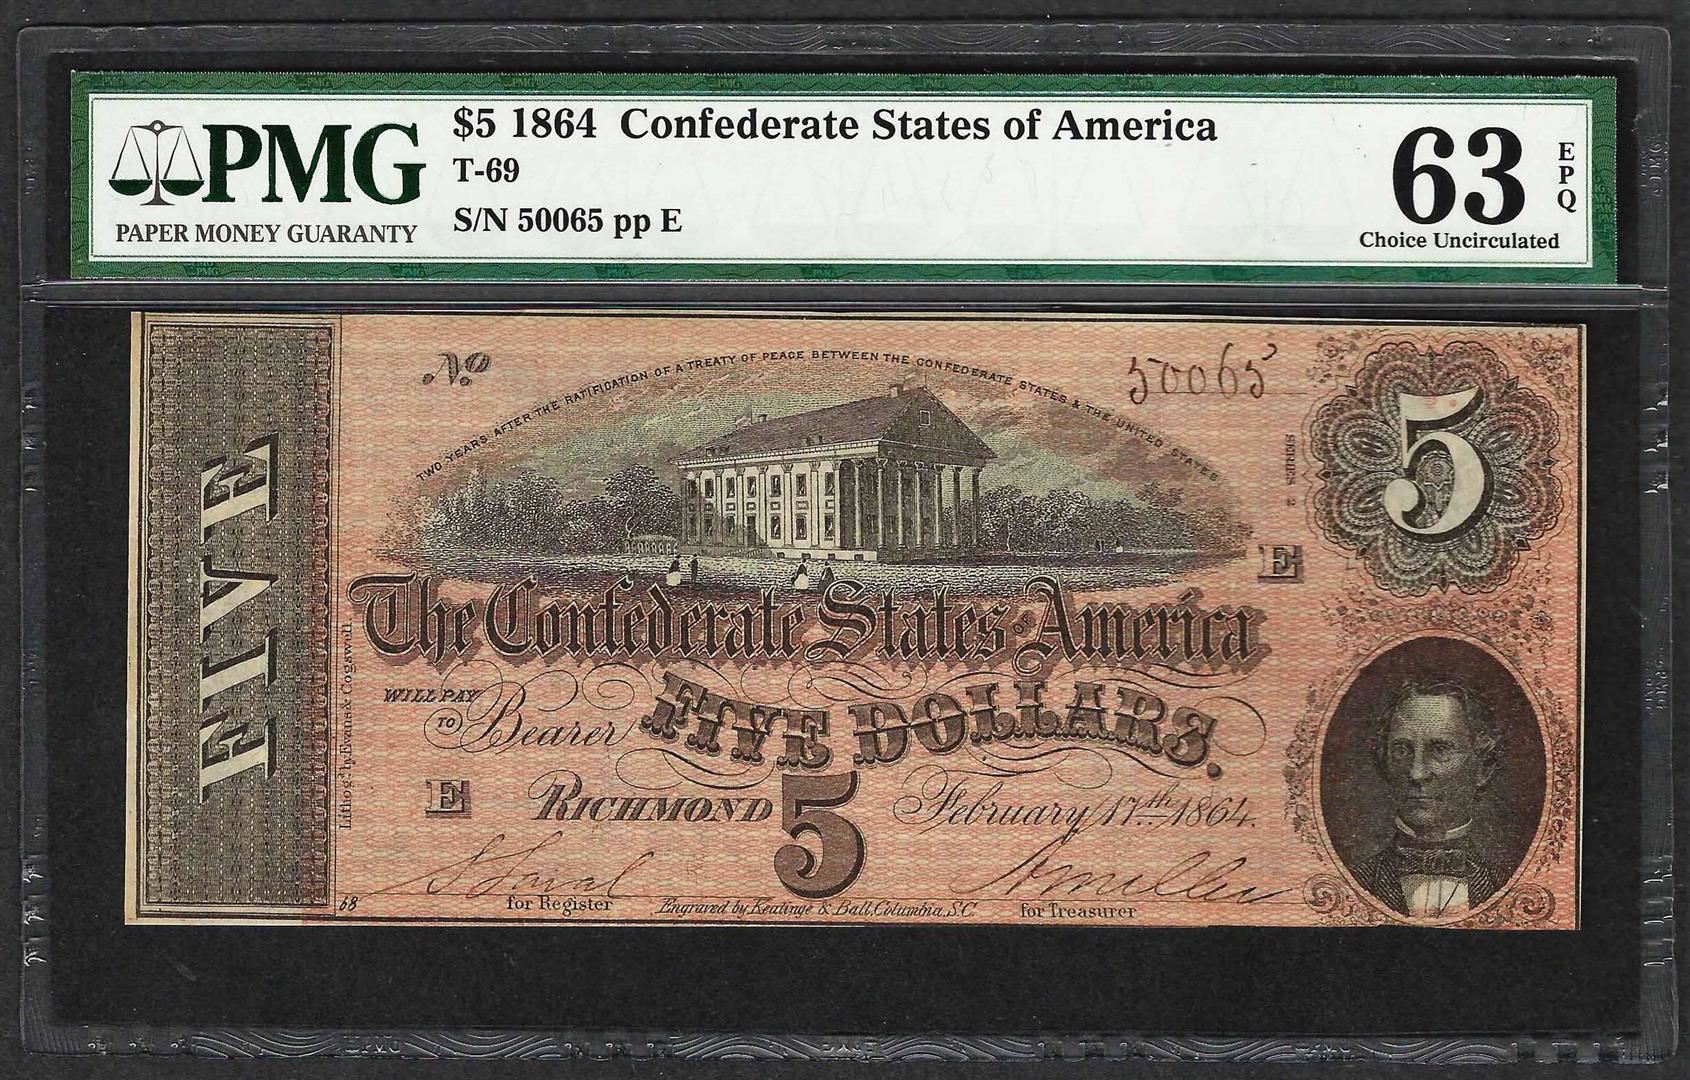 $5 1864 Confederate States of America
T-69
S/N 50065 pp E
PMG
PAPER MONEY GUARANTY
63
EPQ
Choice Uncirculated
No
50065
TWO YEARS AFTER THE RATIFICATION OF A TREATY OF PEACE BETWEEN THE CONFEDERATE STATES & THE UNITED STATES
SERIES 2
5
FIVE
E
The Confederate States OF America
WILL PAY
TO Bearer
FIVE DOLLARS.
E
RICHMOND
5
February 17th 1864.
Lithog'd by Evans & Cogswell
68
for Register
Engraved by Keatinge & Ball, Columbia, S.C.
for Treasurer